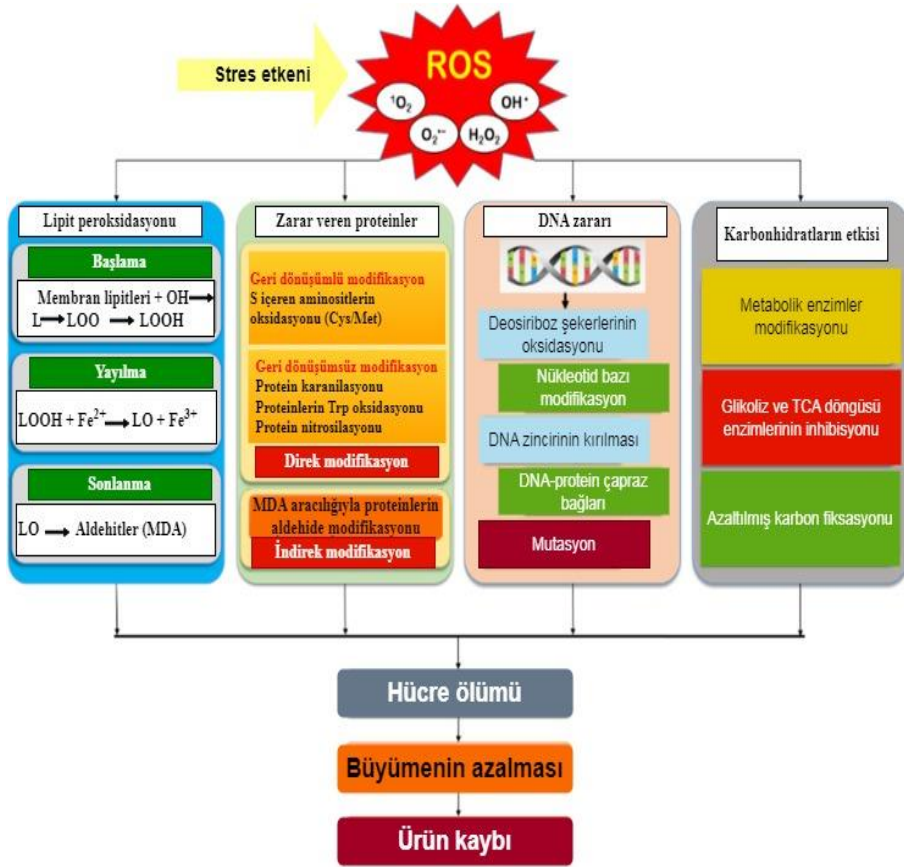 Stres etkeni
ROS
¹O₂
OH•
O₂•–
H₂O₂
Lipit peroksidasyonu
Başlama
Membran lipitleri + OH →
L → LOO → LOOH
Yayılma
LOOH + Fe²⁺ → LO + Fe³⁺
Sonlanma
LO → Aldehitler (MDA)
Zarar veren proteinler
Geri dönüşümlü modifikasyon
S içeren aminositlerin
oksidasyonu (Cys/Met)
Geri dönüşümsüz modifikasyon
Protein karanilasyonu
Proteinlerin Trp oksidasyonu
Protein nitrosilasyonu
Direk modifikasyon
MDA aracılığıyla proteinlerin
aldehide modifikasyonu
İndirek modifikasyon
DNA zararı
Deosiriboz şekerlerinin
oksidasyonu
Nükleotid bazı
modifikasyon
DNA zincirinin kırılması
DNA-protein çapraz
bağları
Mutasyon
Karbonhidratların etkisi
Metabolik enzimler
modifikasyonu
Glikoliz ve TCA döngüsü
enzimlerinin inhibisyonu
Azaltılmış karbon fiksasyonu
Hücre ölümü
Büyümenin azalması
Ürün kaybı